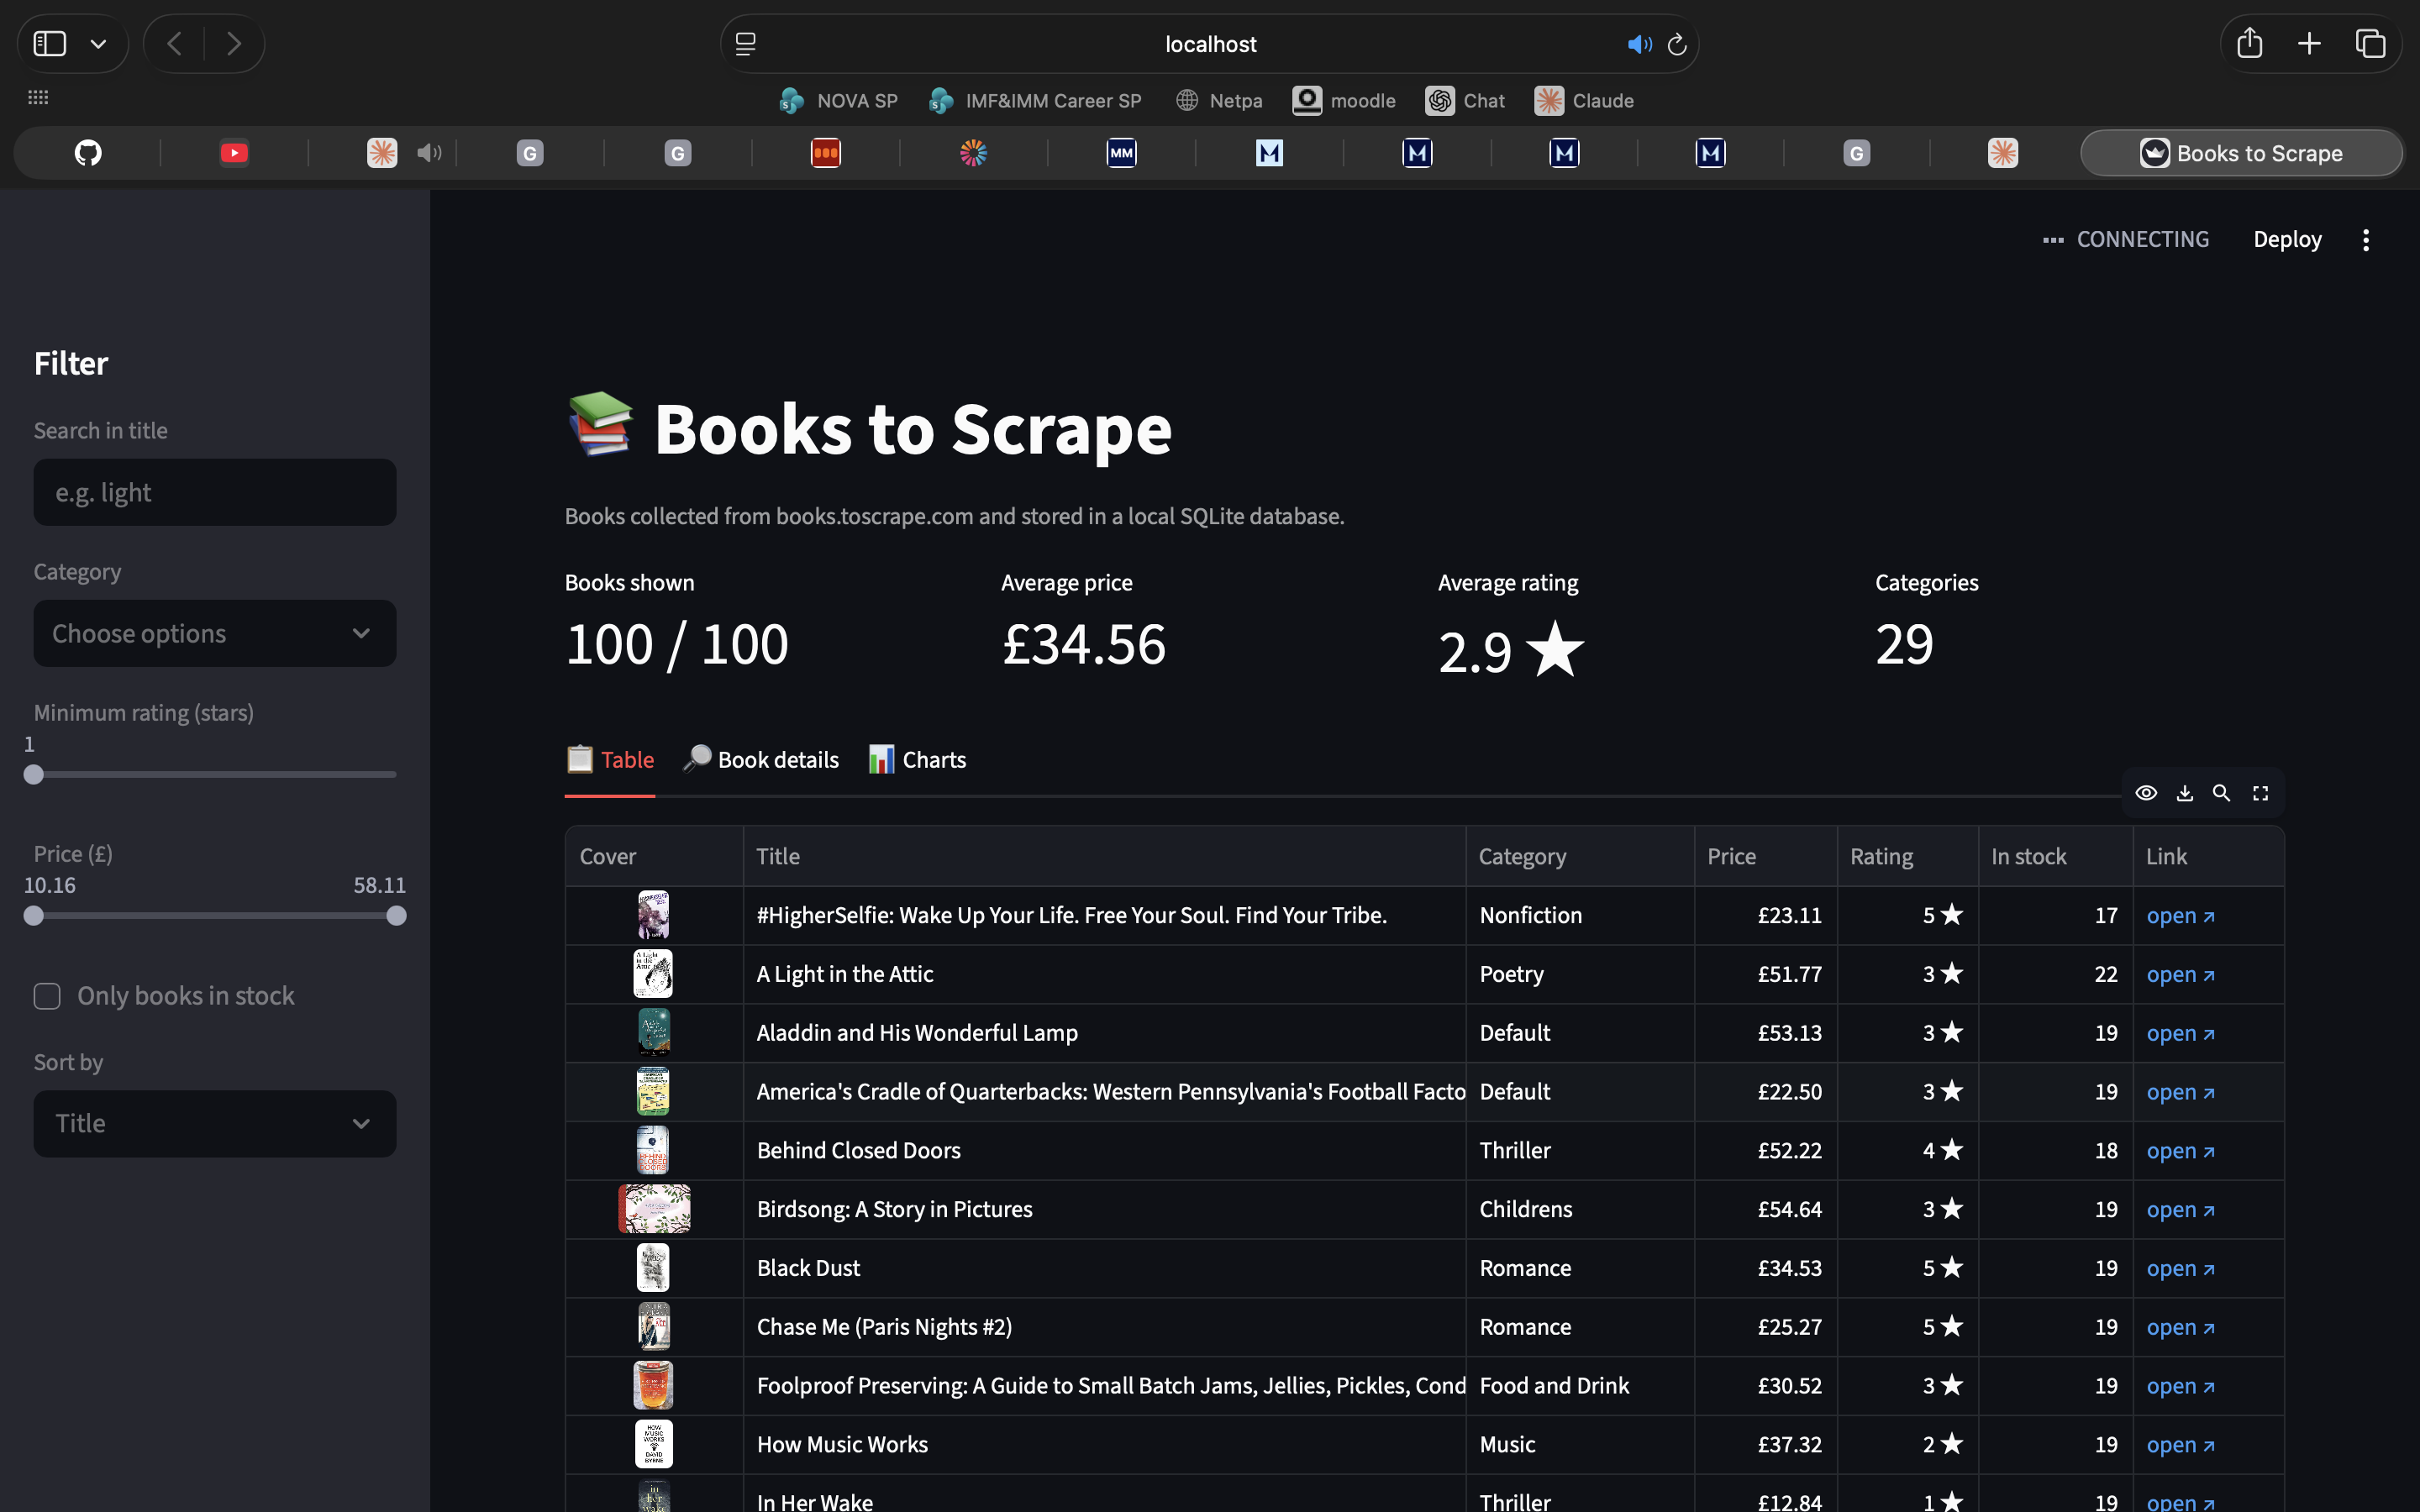 localhost
NOVA SP IMF&IMM Career SP Netpa moodle Chat Claude
G G MM M M M M G Books to Scrape
CONNECTING Deploy
Filter
Search in title
e.g. light
Category
Choose options
Minimum rating (stars)
1
Price (£)
10.16 58.11
Only books in stock
Sort by
Title
📚 Books to Scrape
Books collected from books.toscrape.com and stored in a local SQLite database.
Books shown Average price Average rating Categories
100 / 100 £34.56 2.9 ★ 29
📋 Table 🔎 Book details 📊 Charts
Cover Title Category Price Rating In stock Link
#HigherSelfie: Wake Up Your Life. Free Your Soul. Find Your Tribe. Nonfiction £23.11 5 ★ 17 open ↗
A Light in the Attic Poetry £51.77 3 ★ 22 open ↗
Aladdin and His Wonderful Lamp Default £53.13 3 ★ 19 open ↗
America's Cradle of Quarterbacks: Western Pennsylvania's Football Facto Default £22.50 3 ★ 19 open ↗
Behind Closed Doors Thriller £52.22 4 ★ 18 open ↗
Birdsong: A Story in Pictures Childrens £54.64 3 ★ 19 open ↗
Black Dust Romance £34.53 5 ★ 19 open ↗
Chase Me (Paris Nights #2) Romance £25.27 5 ★ 19 open ↗
Foolproof Preserving: A Guide to Small Batch Jams, Jellies, Pickles, Cond Food and Drink £30.52 3 ★ 19 open ↗
How Music Works Music £37.32 2 ★ 19 open ↗
In Her Wake Thriller £12.84 1 ★ 19 open ↗